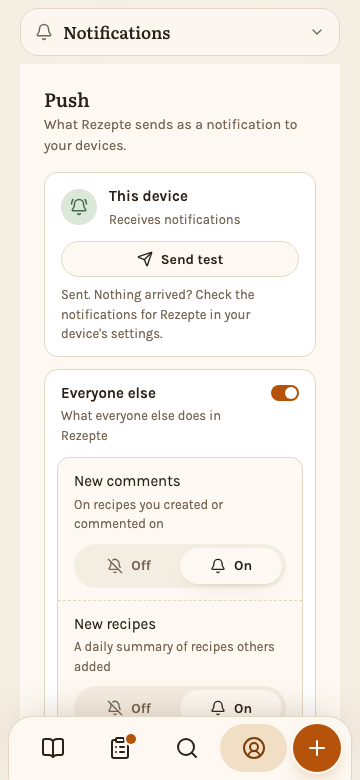 Notifications
Push
What Rezepte sends as a notification to
your devices.
This device
Receives notifications
Send test
Sent. Nothing arrived? Check the
notifications for Rezepte in your
device's settings.
Everyone else
What everyone else does in
Rezepte
New comments
On recipes you created or
commented on
Off On
New recipes
A daily summary of recipes others
added
Off On